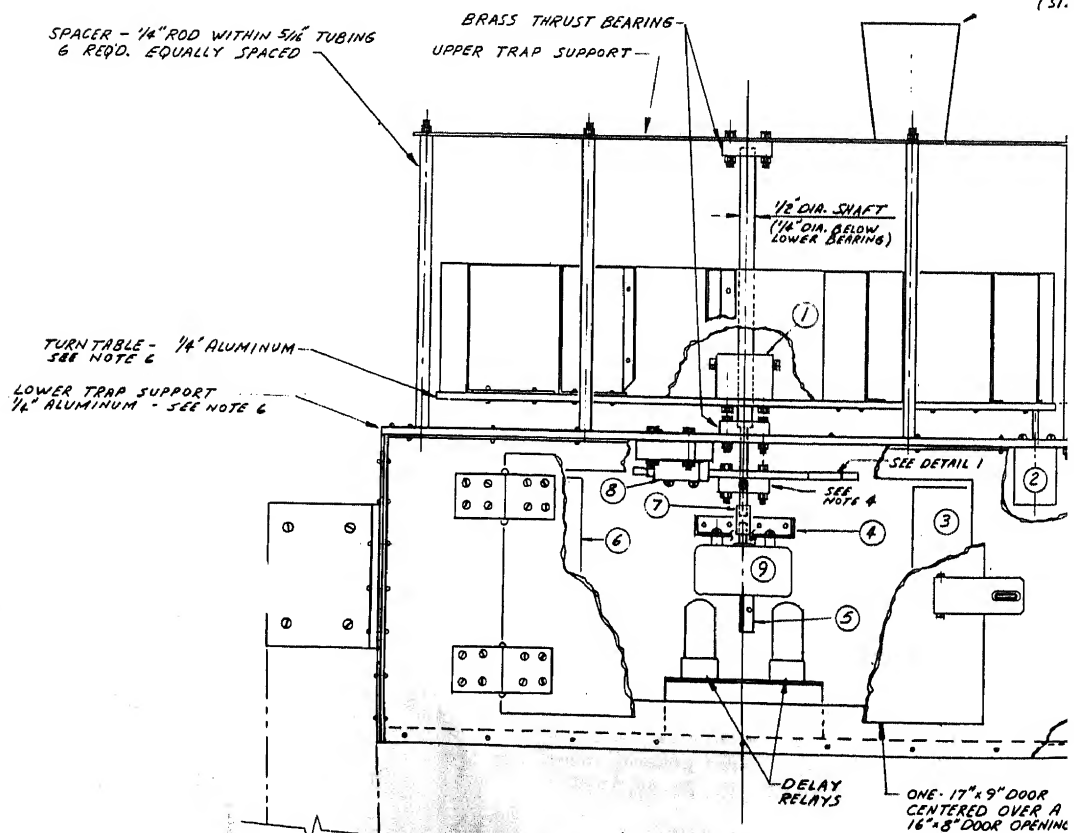 (SI.
SPACER - 1/4" ROD WITHIN 5/16" TUBING
6 REQ'D. EQUALLY SPACED
BRASS THRUST BEARING
UPPER TRAP SUPPORT
1/2" DIA. SHAFT
(1/4" DIA. BELOW
LOWER BEARING)
1
TURNTABLE - 1/4" ALUMINUM
SEE NOTE 6
LOWER TRAP SUPPORT
1/4" ALUMINUM - SEE NOTE 6
SEE DETAIL 1
2
8
SEE
NOTE 4
7
3
4
6
9
5
DELAY
RELAYS
ONE - 17" x 9" DOOR
CENTERED OVER A
16" x 8" DOOR OPENING